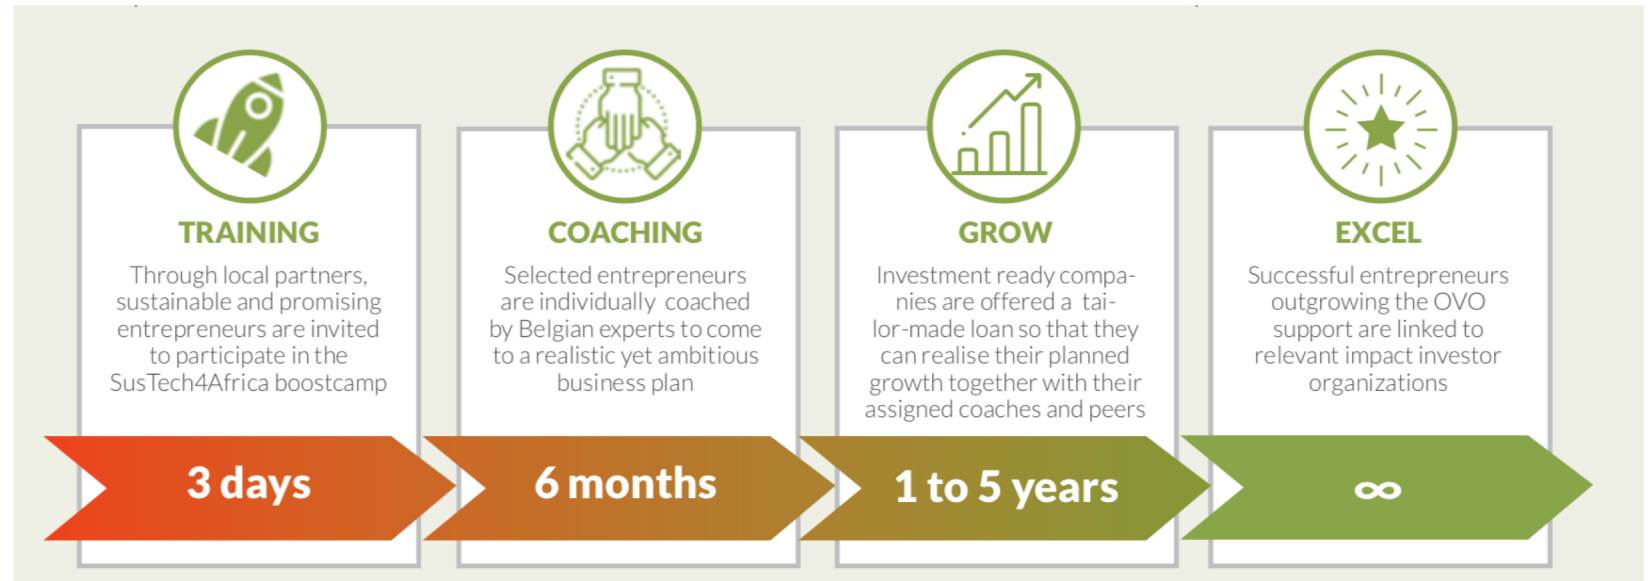 TRAINING
Through local partners,
sustainable and promising
entrepreneurs are invited
to participate in the
SusTech4Africa boostcamp
3 days
COACHING
Selected entrepreneurs
are individually coached
by Belgian experts to come
to a realistic yet ambitious
business plan
6 months
GROW
Investment ready compa-
nies are offered a tai-
lor-made loan so that they
can realise their planned
growth together with their
assigned coaches and peers
1 to 5 years
EXCEL
Successful entrepreneurs
outgrowing the OVO
support are linked to
relevant impact investor
organizations
∞